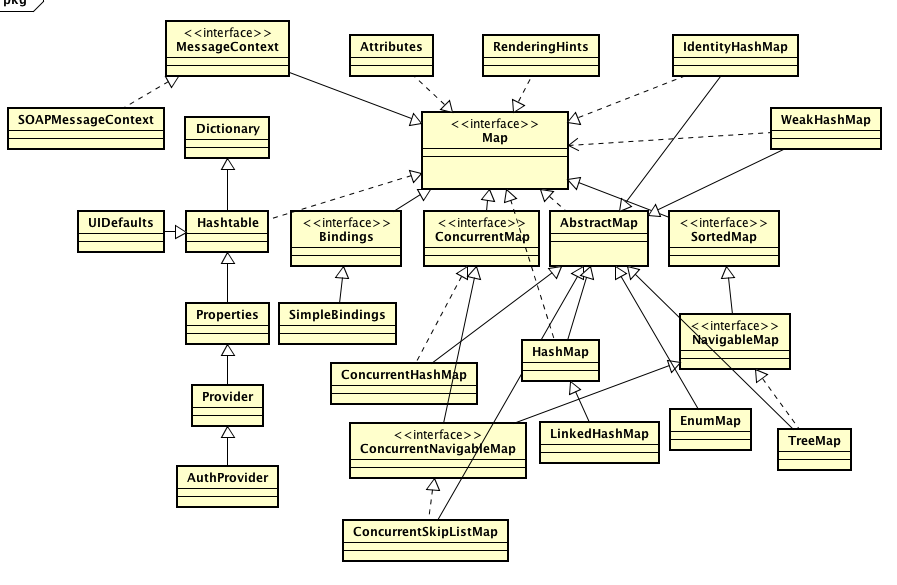 pkg
<<interface>>
MessageContext
Attributes
RenderingHints
IdentityHashMap
SOAPMessageContext
Dictionary
<<interface>>
Map
WeakHashMap
UIDefaults
Hashtable
<<interface>>
Bindings
<<interface>>
ConcurrentMap
AbstractMap
<<interface>>
SortedMap
Properties
SimpleBindings
<<interface>>
NavigableMap
ConcurrentHashMap
HashMap
Provider
<<interface>>
ConcurrentNavigableMap
LinkedHashMap
EnumMap
TreeMap
AuthProvider
ConcurrentSkipListMap